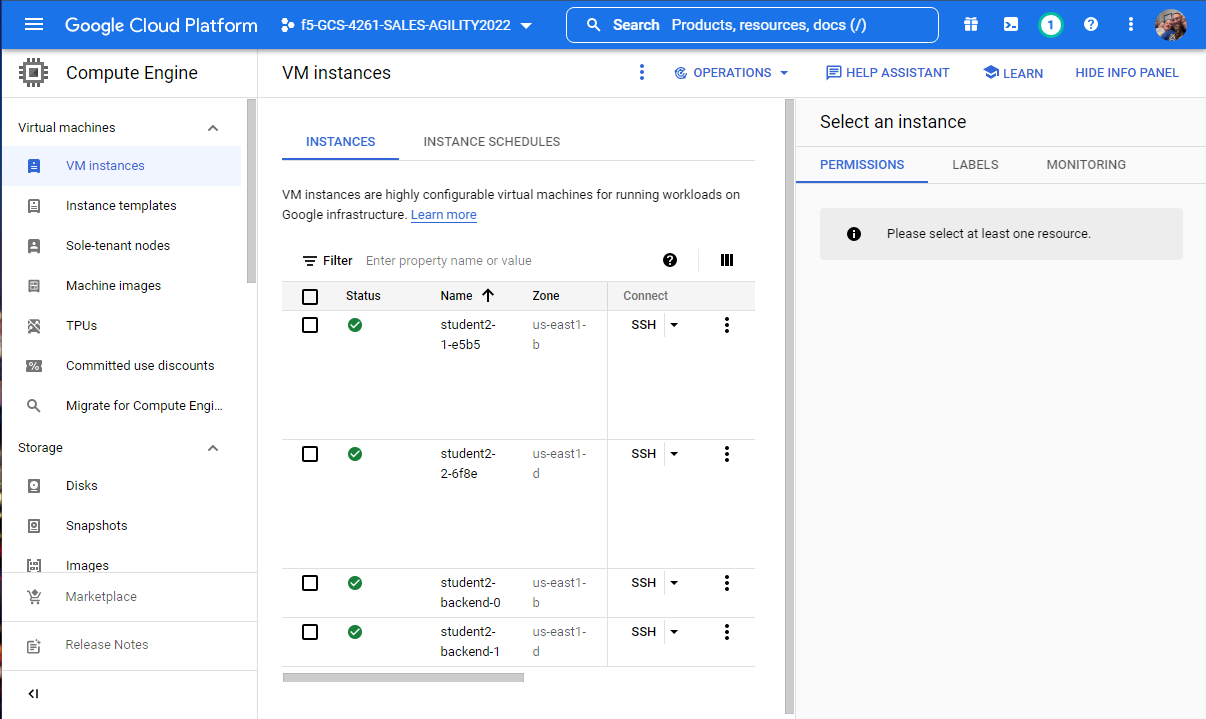 Google Cloud Platform
f5-GCS-4261-SALES-AGILITY2022
Search Products, resources, docs (/)
1
Compute Engine
VM instances
OPERATIONS
HELP ASSISTANT
LEARN
HIDE INFO PANEL
Virtual machines
VM instances
Instance templates
Sole-tenant nodes
Machine images
TPUs
Committed use discounts
Migrate for Compute Engi...
Storage
Disks
Snapshots
Images
Marketplace
Release Notes
INSTANCES
INSTANCE SCHEDULES
VM instances are highly configurable virtual machines for running workloads on
Google infrastructure. Learn more
Filter Enter property name or value
Status Name Zone Connect
student2- us-east1- SSH
1-e5b5 b
student2- us-east1- SSH
2-6f8e d
student2- us-east1- SSH
backend-0 b
student2- us-east1- SSH
backend-1 d
Select an instance
PERMISSIONS
LABELS
MONITORING
Please select at least one resource.